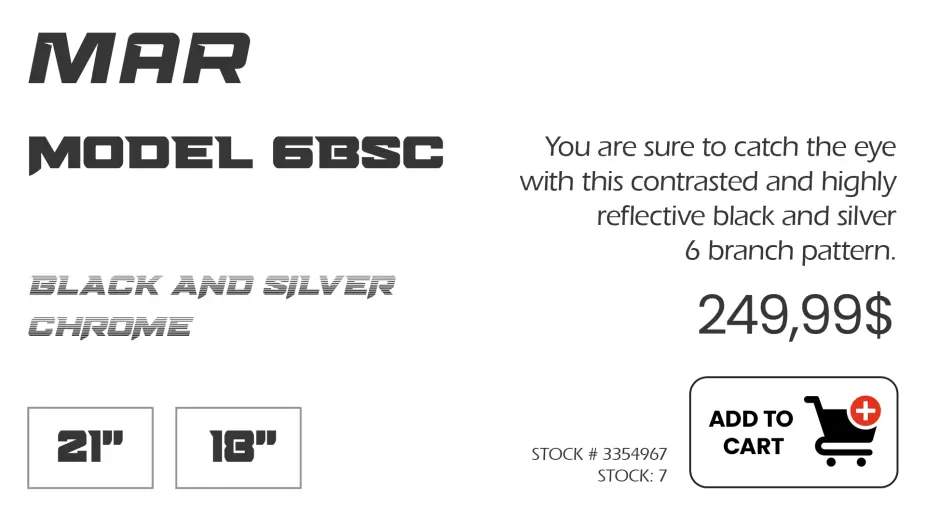 MAR
MODEL 6BSC
You are sure to catch the eye
with this contrasted and highly
reflective black and silver
6 branch pattern.
BLACK AND SILVER
CHROME
249,99$
21"
18"
ADD TO
CART
STOCK # 3354967
STOCK: 7